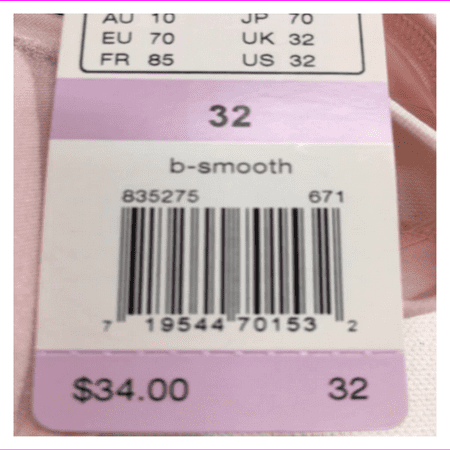 AU 10 JP 70
EU 70 UK 32
FR 85 US 32
32
b-smooth
835275 671
7 19544 70153 2
$34.00 32